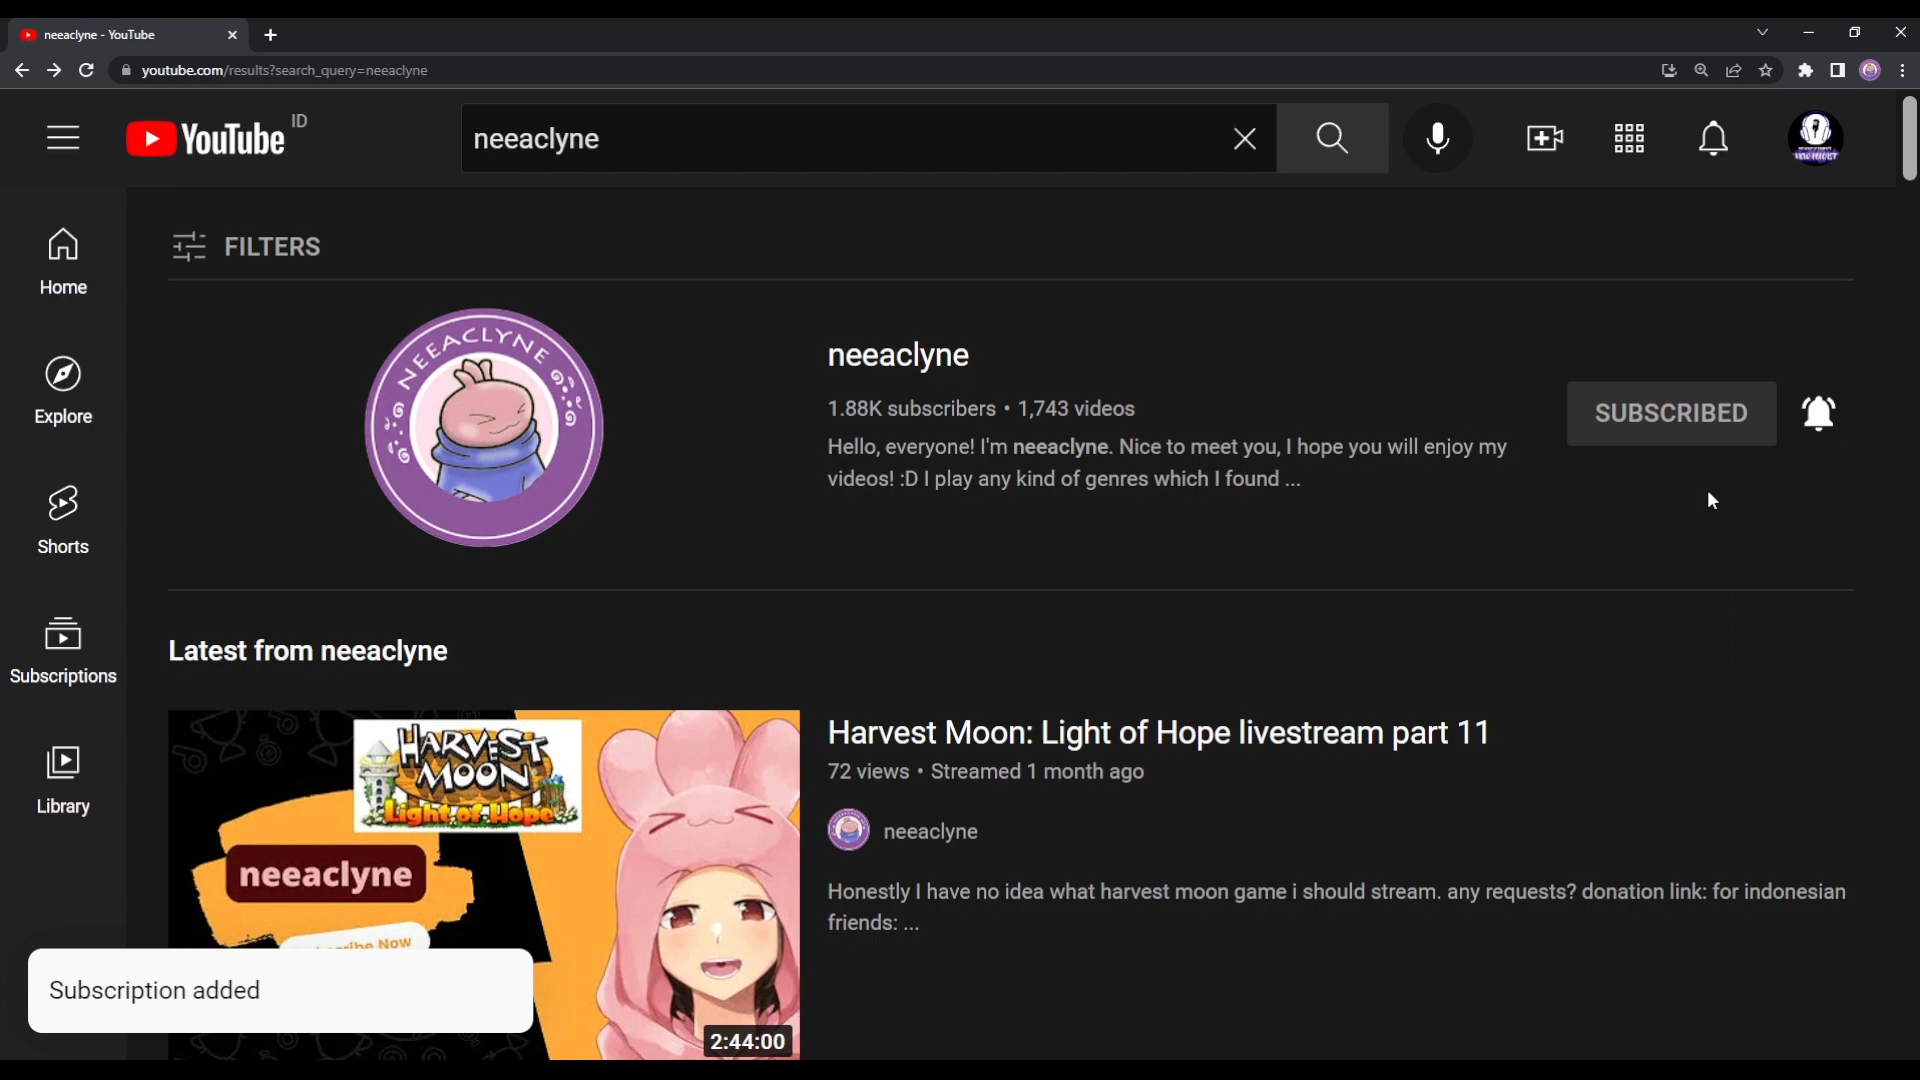 neeaclyne - YouTube
youtube.com/results?search_query=neeaclyne
YouTube ID
neeaclyne
FILTERS
Home
Explore
Shorts
Subscriptions
Library
NEEACLYNE
neeaclyne
1.88K subscribers • 1,743 videos
Hello, everyone! I'm neeaclyne. Nice to meet you, I hope you will enjoy my
videos! :D I play any kind of genres which I found ...
SUBSCRIBED
Latest from neeaclyne
HARVEST
MOON
Light of Hope
neeaclyne
Now
2:44:00
Harvest Moon: Light of Hope livestream part 11
72 views • Streamed 1 month ago
neeaclyne
Honestly I have no idea what harvest moon game i should stream. any requests? donation link: for indonesian
friends: ...
Subscription added